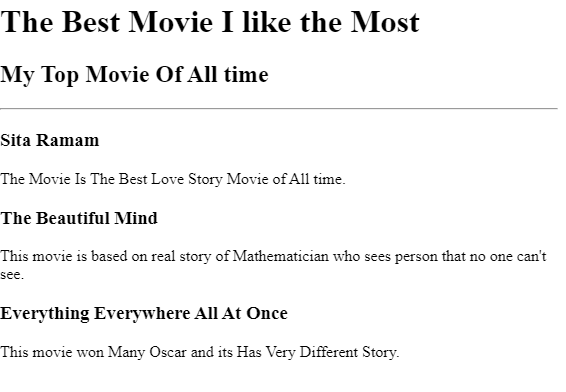 The Best Movie I like the Most
My Top Movie Of All time
Sita Ramam
The Movie Is The Best Love Story Movie of All time.
The Beautiful Mind
This movie is based on real story of Mathematician who sees person that no one can't
see.
Everything Everywhere All At Once
This movie won Many Oscar and its Has Very Different Story.